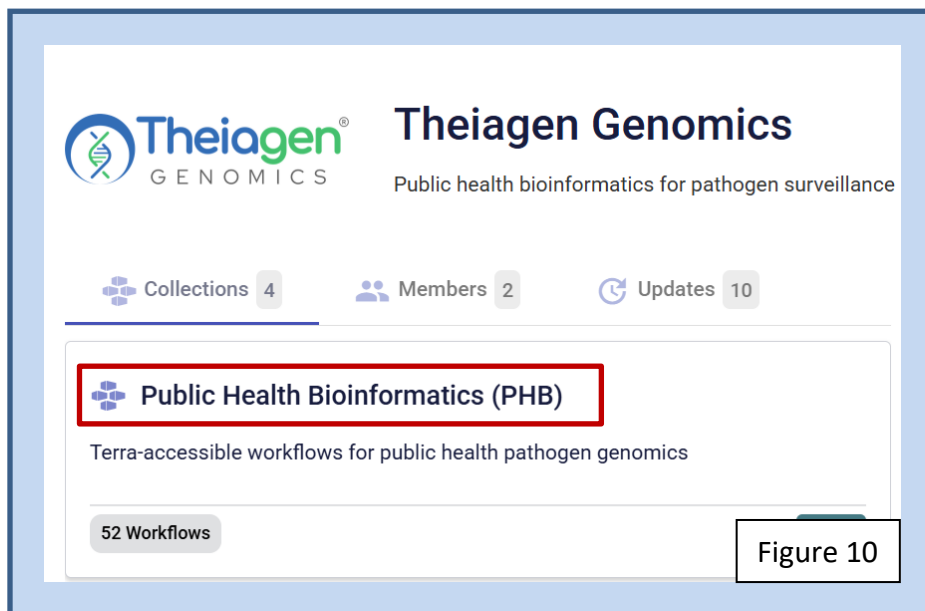 Theiagen®
GENOMICS
Theiagen Genomics
Public health bioinformatics for pathogen surveillance
Collections 4 Members 2 Updates 10
Public Health Bioinformatics (PHB)
Terra-accessible workflows for public health pathogen genomics
52 Workflows
Figure 10